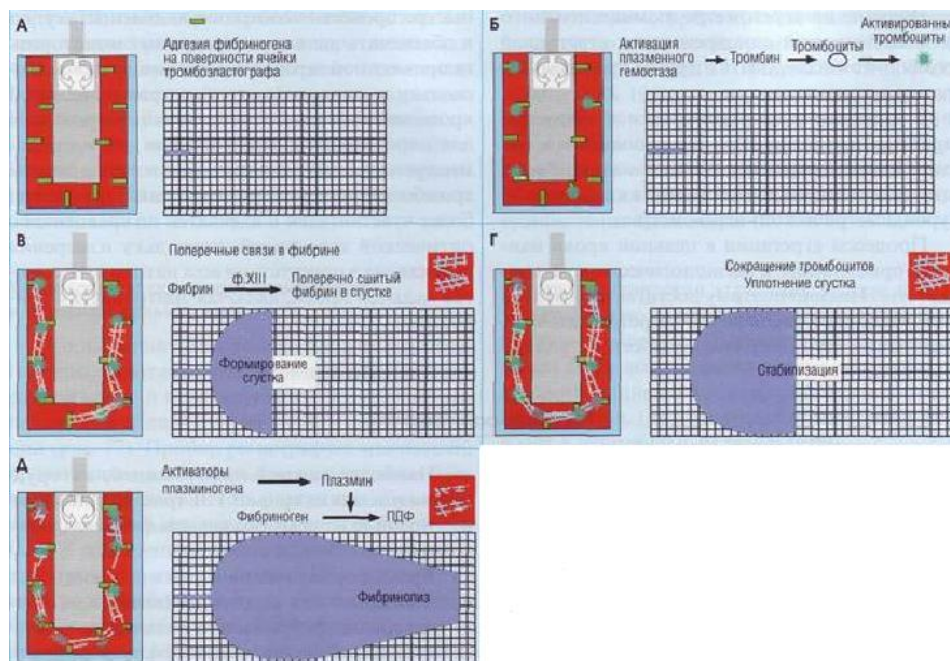 А
Адгезия фибриногена
на поверхности ячейки
тромбоэластографа
Б
Активация
плазменного
гемостаза
Тромбин
Тромбоциты
Активированные
тромбоциты
В
Поперечные связи в фибрине
Фибрин
ф.XIII
Поперечно сшитый
фибрин в сгустке
Формирование
сгустка
Г
Сокращение тромбоцитов
Уплотнение сгустка
Стабилизация
Д
Активаторы
плазминогена
Плазмин
Фибриноген
ПДФ
Фибринолиз